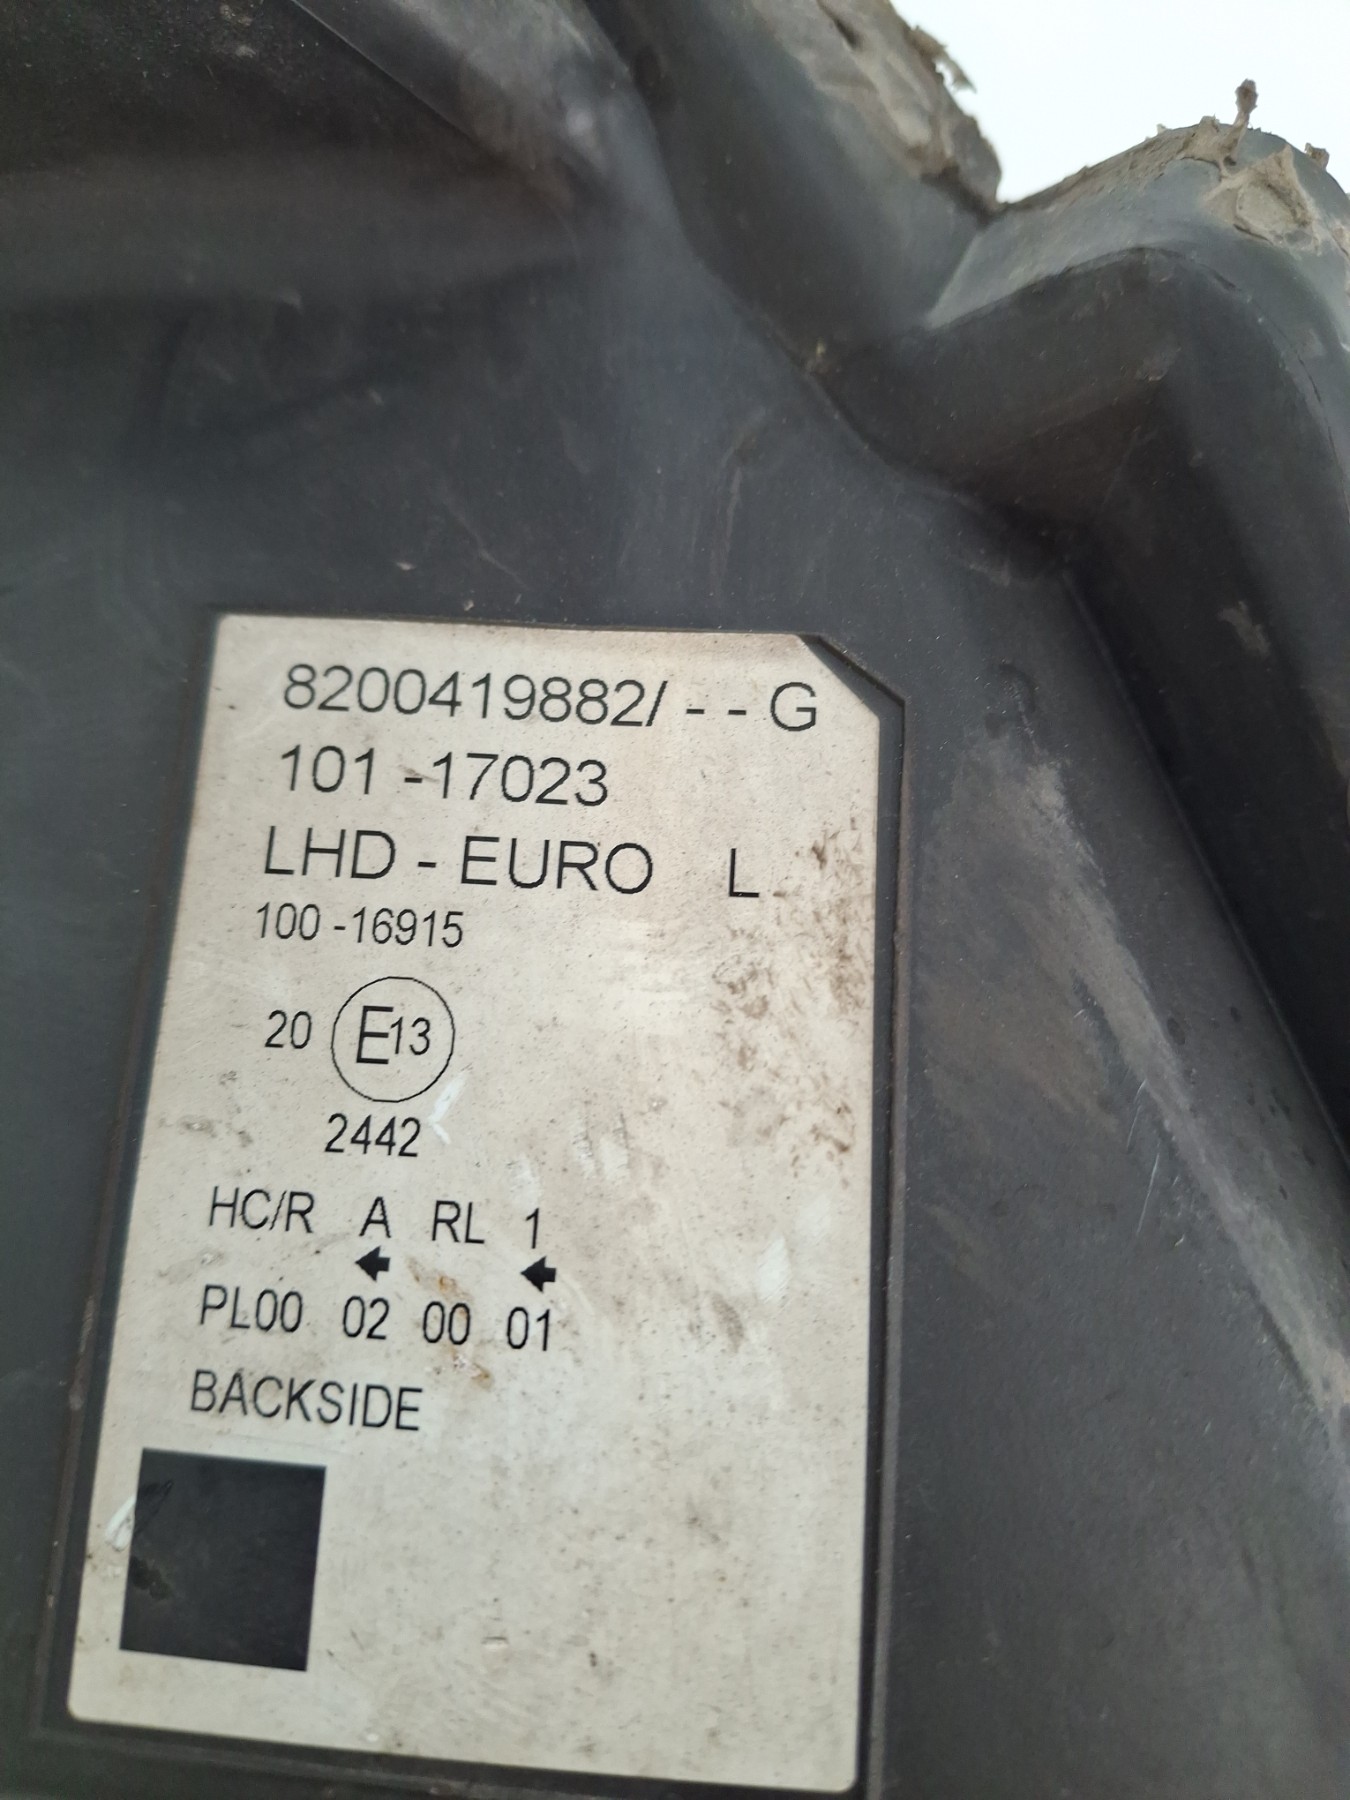 8200419882/ - - G
101 -17023
LHD - EURO L
100 -16915
20 E13
2442
HC/R A RL 1
PL00 02 00 01
BACKSIDE